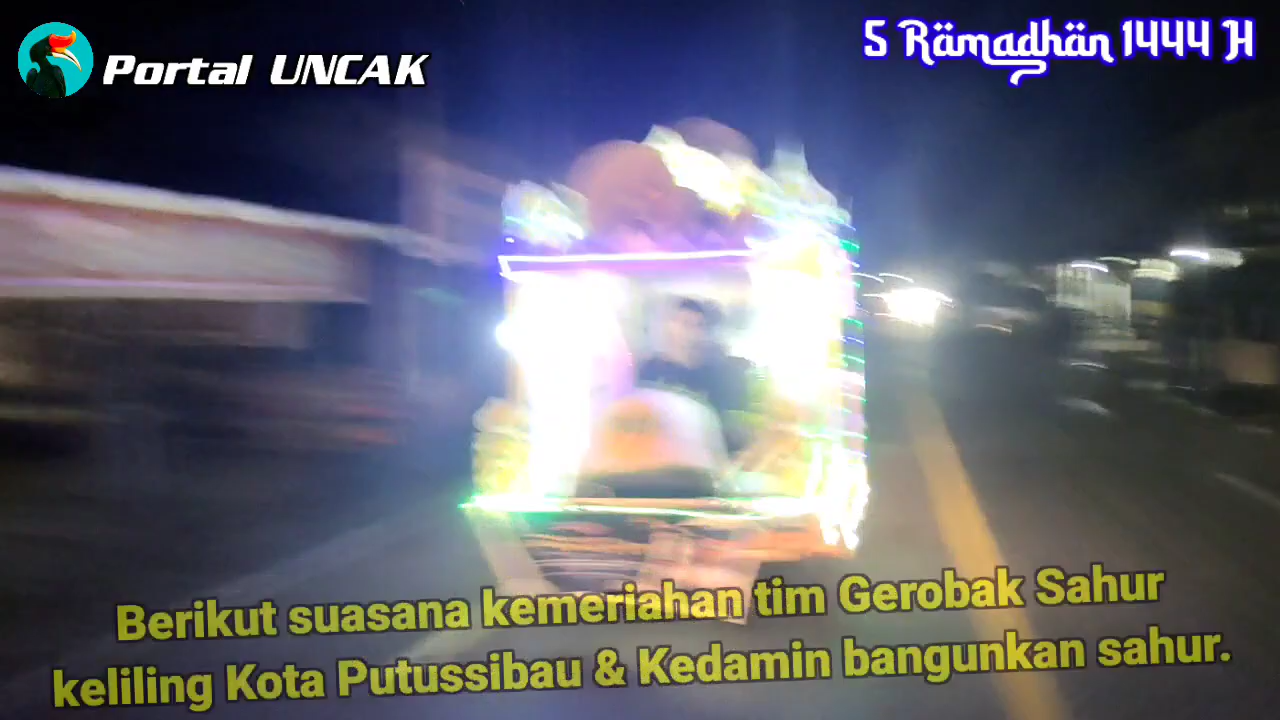 Portal UNCAK
5 Rämadhän 1444 H
Berikut suasana kemeriahan tim Gerobak Sahur
keliling Kota Putussibau & Kedamin bangunkan sahur.